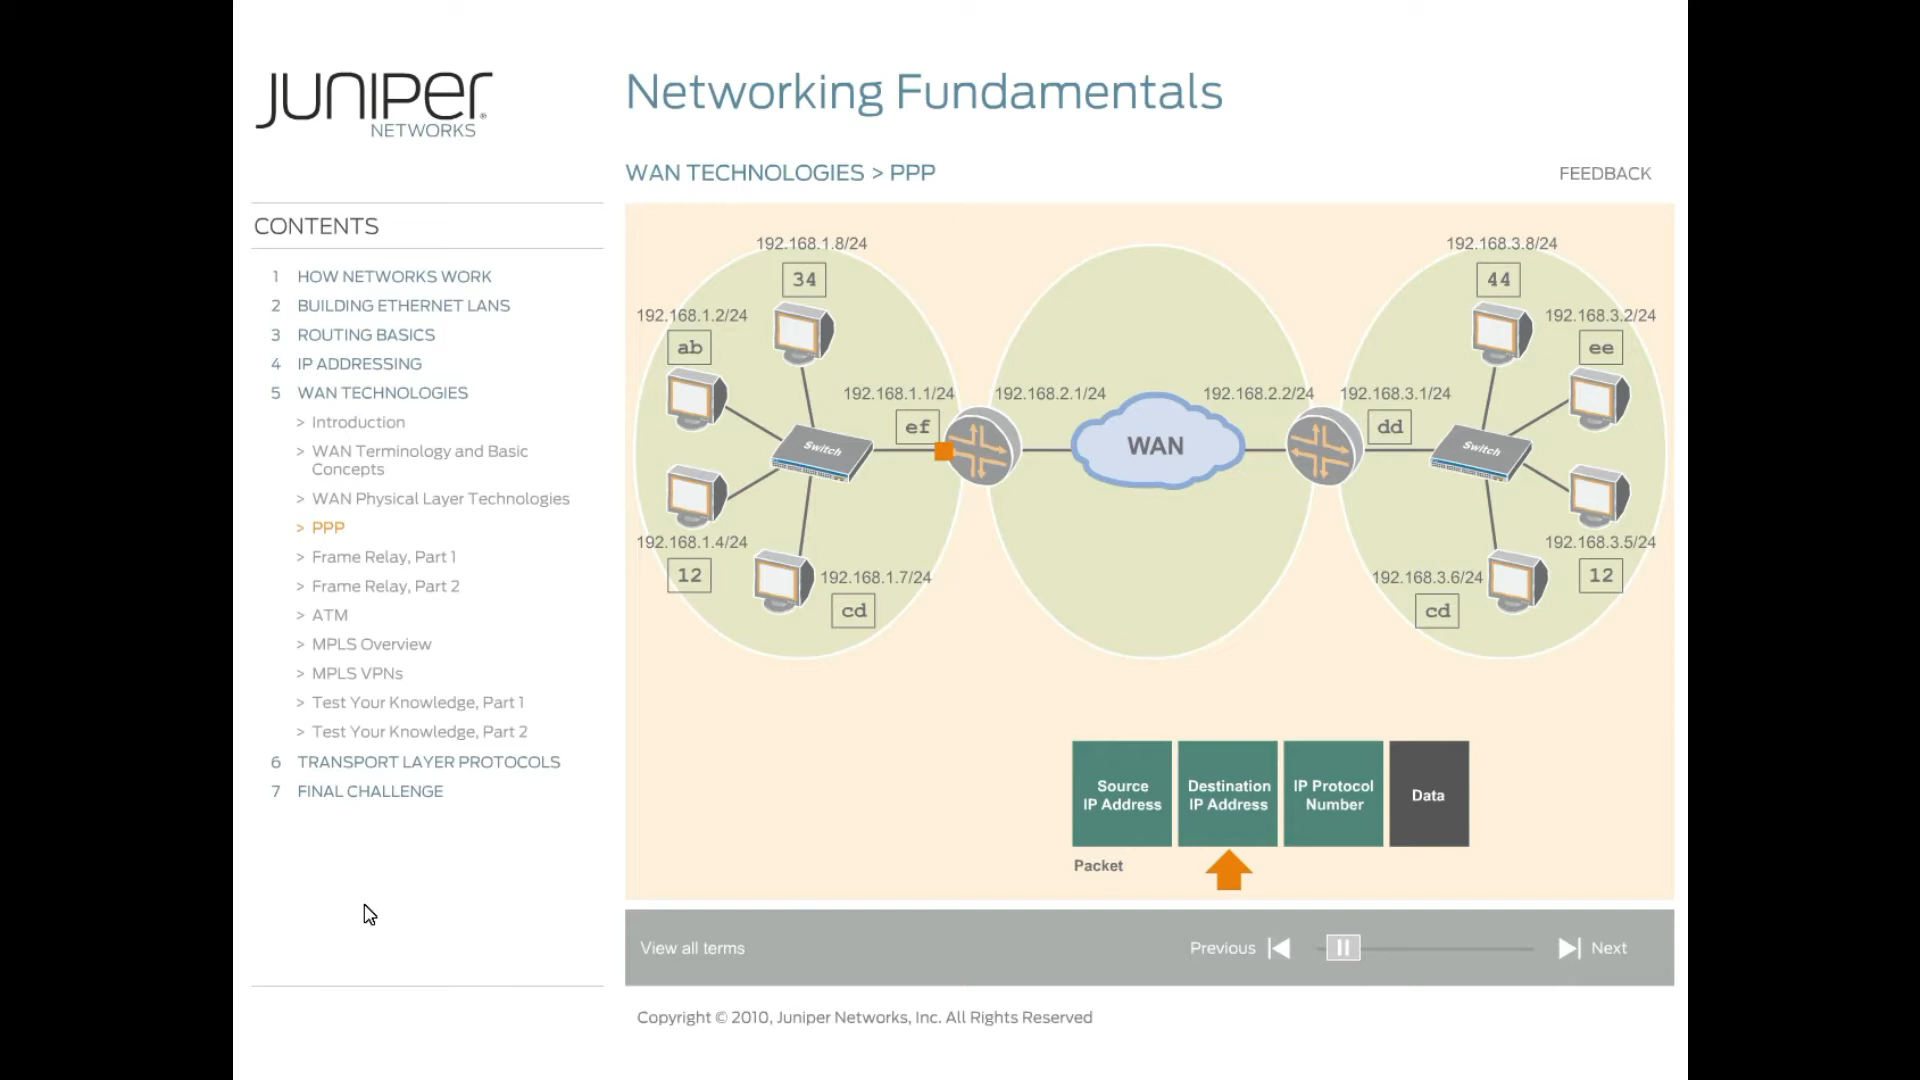 JUNIPER
NETWORKS
Networking Fundamentals
WAN TECHNOLOGIES > PPP
FEEDBACK
CONTENTS
1 HOW NETWORKS WORK
2 BUILDING ETHERNET LANS
3 ROUTING BASICS
4 IP ADDRESSING
5 WAN TECHNOLOGIES
> Introduction
> WAN Terminology and Basic
Concepts
> WAN Physical Layer Technologies
> PPP
> Frame Relay, Part 1
> Frame Relay, Part 2
> ATM
> MPLS Overview
> MPLS VPNs
> Test Your Knowledge, Part 1
> Test Your Knowledge, Part 2
6 TRANSPORT LAYER PROTOCOLS
7 FINAL CHALLENGE
192.168.1.8/24
34
192.168.1.2/24
ab
192.168.1.1/24
ef
Switch
192.168.1.4/24
12
192.168.1.7/24
cd
192.168.2.1/24
WAN
192.168.2.2/24
192.168.3.8/24
44
192.168.3.2/24
ee
192.168.3.1/24
dd
Switch
192.168.3.5/24
12
192.168.3.6/24
cd
Source
IP Address
Destination
IP Address
IP Protocol
Number
Data
Packet
View all terms
Previous
Next
Copyright © 2010, Juniper Networks, Inc. All Rights Reserved